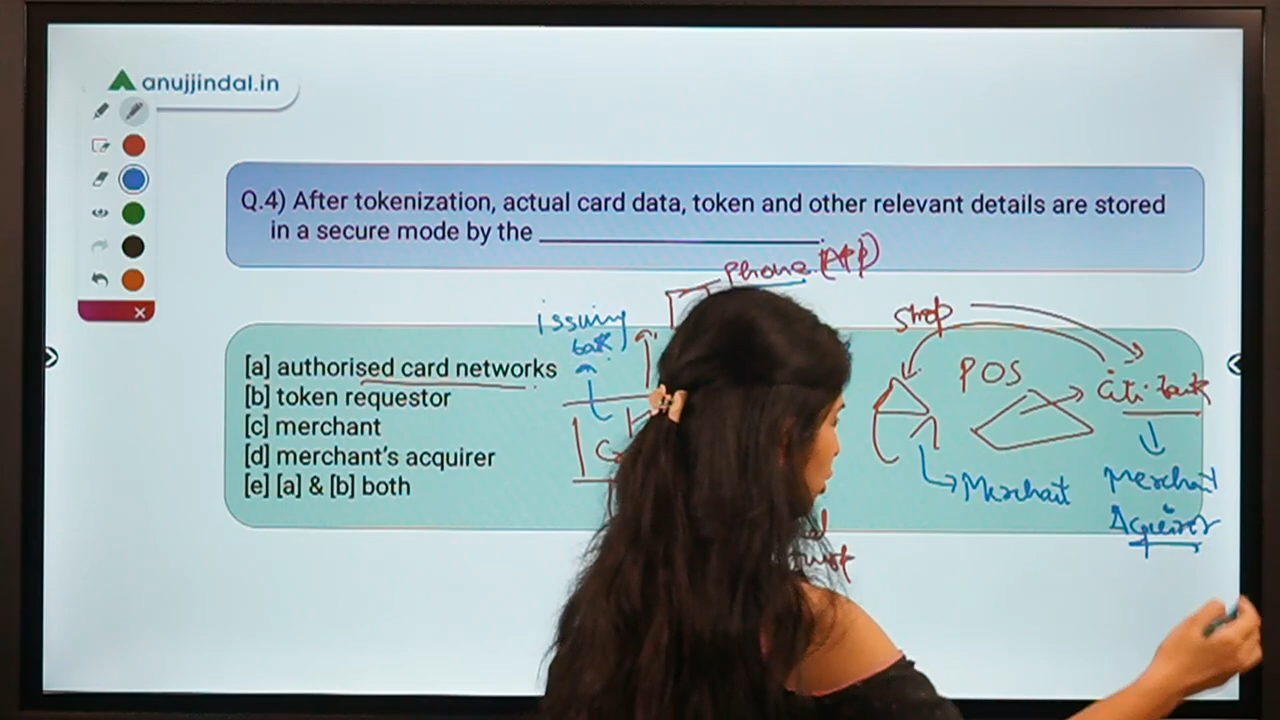 anujjindal.in
Q.4) After tokenization, actual card data, token and other relevant details are stored
in a secure mode by the ____________________.
Phone (App)
issuing
bank
Shop
[a] authorised card networks
[b] token requestor
[c] merchant
[d] merchant's acquirer
[e] [a] & [b] both
POS
Citi bank
Merchant
Merchant
Acquirer